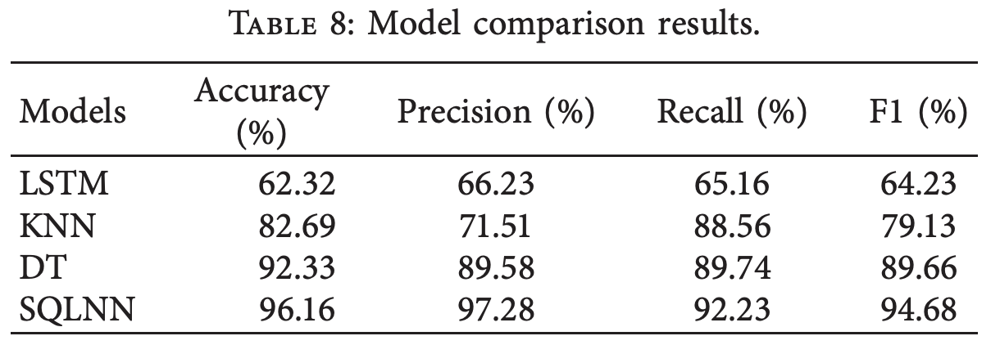 TABLE 8: Model comparison results.
Models Accuracy (%) Precision (%) Recall (%) F1 (%)
LSTM 62.32 66.23 65.16 64.23
KNN 82.69 71.51 88.56 79.13
DT 92.33 89.58 89.74 89.66
SQLNN 96.16 97.28 92.23 94.68